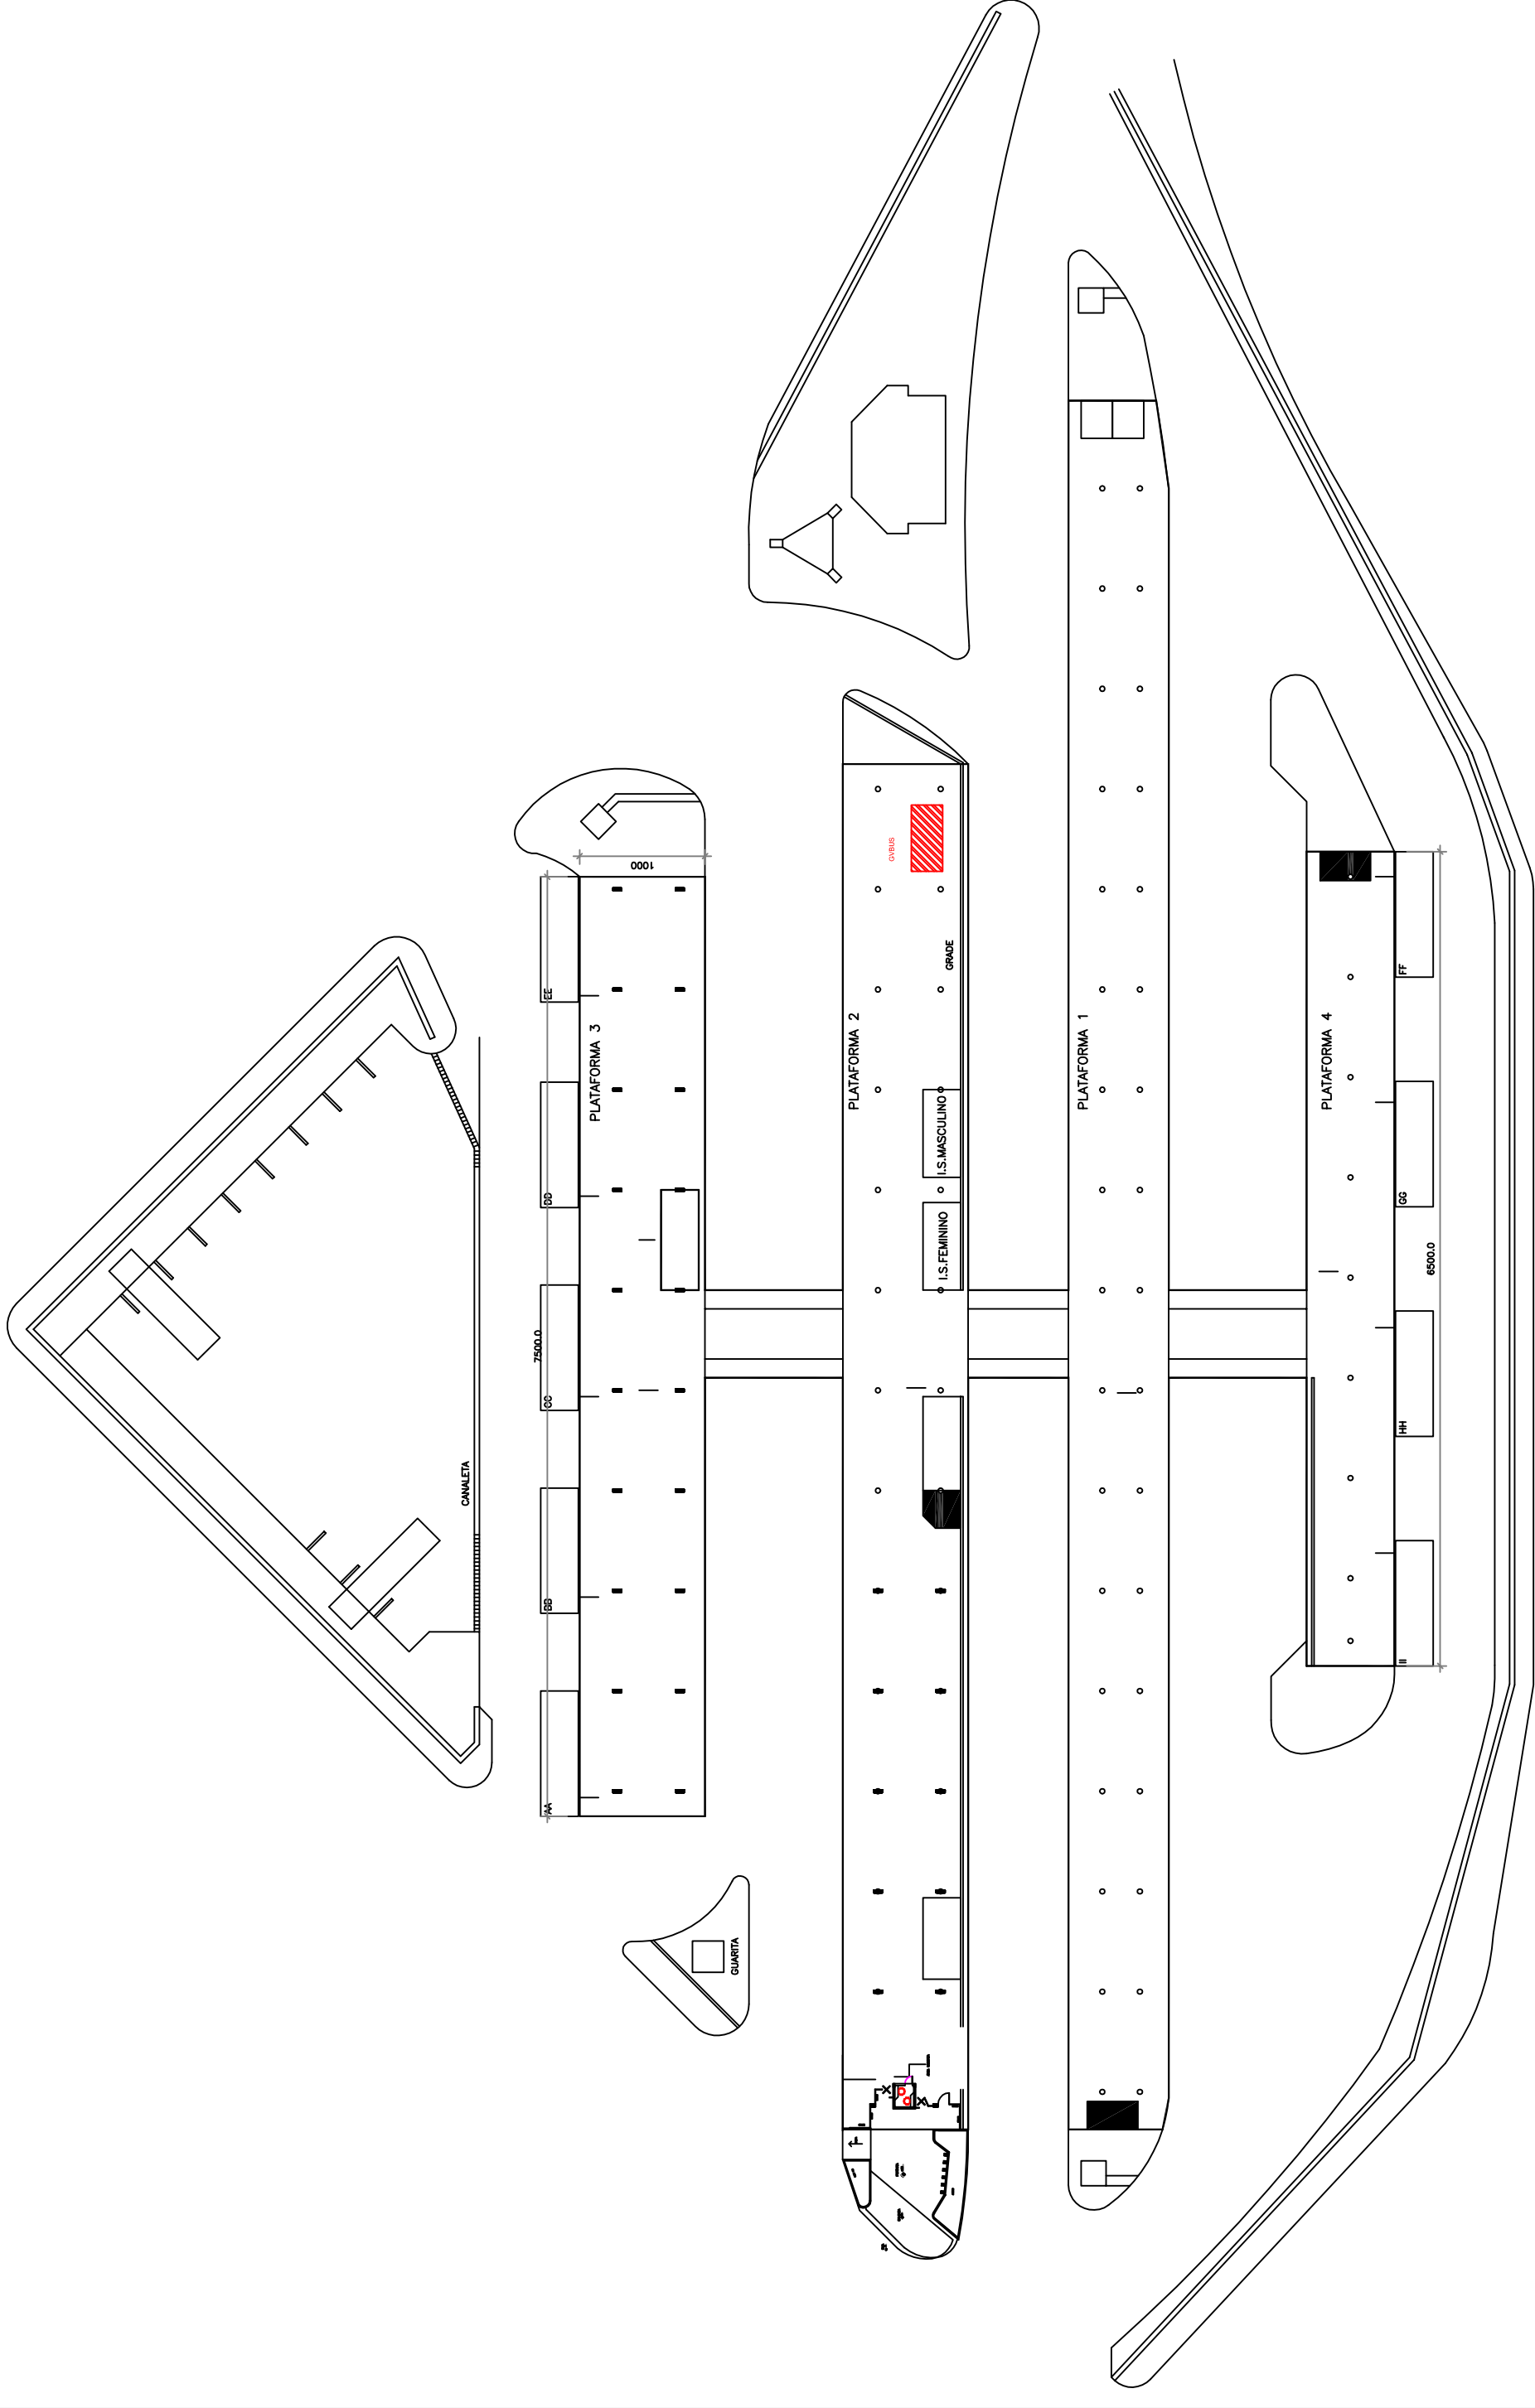 PLATAFORMA 3
PLATAFORMA 2
PLATAFORMA 1
PLATAFORMA 4
CANALETA
GUARITA
GRADE
GVBUS
I.S.MASCULINO
I.S.FEMININO
1000
7500.0
6500.0
EE
DD
CC
BB
AA
FF
GG
HH
II